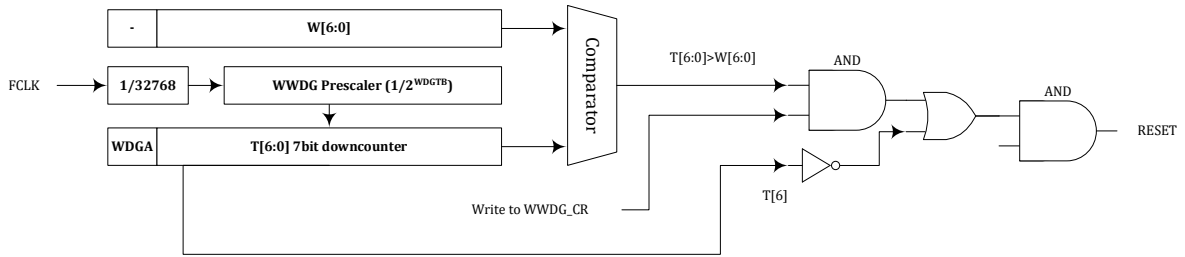 - W[6:0]
FCLK 1/32768 WWDG Prescaler (1/2^WDGTB)
WDGA T[6:0] 7bit downcounter
Comparator
T[6:0]>W[6:0]
AND
AND
RESET
T[6]
Write to WWDG_CR